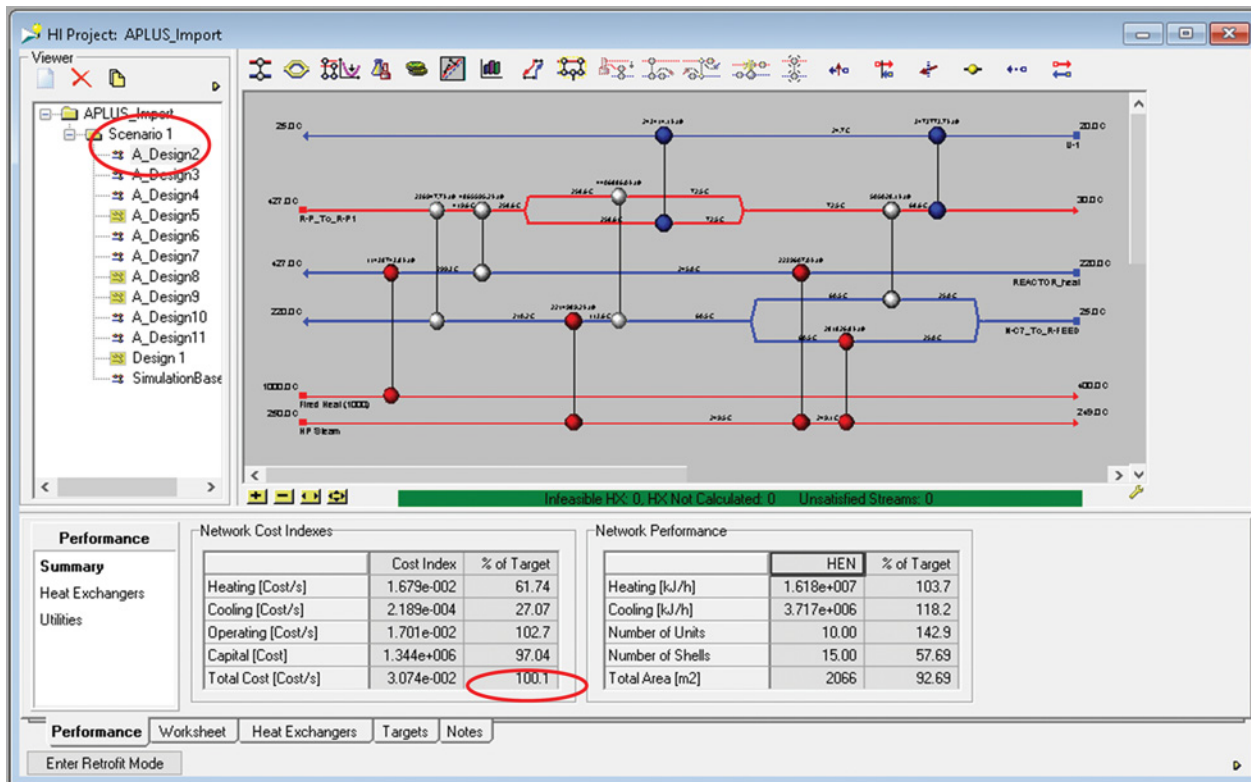 HI Project: APLUS_Import
Viewer
APLUS_Import
Scenario 1
A_Design2
A_Design3
A_Design4
A_Design5
A_Design6
A_Design7
A_Design8
A_Design9
A_Design10
A_Design11
Design 1
SimulationBase
25.0 C
20.0 C
U-1
427.0 C
30.0 C
R-P_To_R-P1
427.0 C
220.0 C
REACTOR_heat
220.0 C
25.0 C
N-C7_To_R-FEED
1000.0 C
400.0 C
Fired Heat (1000)
250.0 C
249.0 C
HP Steam
Infeasible HX: 0, HX Not Calculated: 0 Unsatisfied Streams: 0
Performance
Summary
Heat Exchangers
Utilities
Network Cost Indexes
Cost Index % of Target
Heating [Cost/s] 1.679e-002 61.74
Cooling [Cost/s] 2.189e-004 27.07
Operating [Cost/s] 1.701e-002 102.7
Capital [Cost] 1.344e+006 97.04
Total Cost [Cost/s] 3.074e-002 100.1
Network Performance
HEN % of Target
Heating [kJ/h] 1.618e+007 103.7
Cooling [kJ/h] 3.717e+006 118.2
Number of Units 10.00 142.9
Number of Shells 15.00 57.69
Total Area [m2] 2066 92.69
Performance Worksheet Heat Exchangers Targets Notes
Enter Retrofit Mode